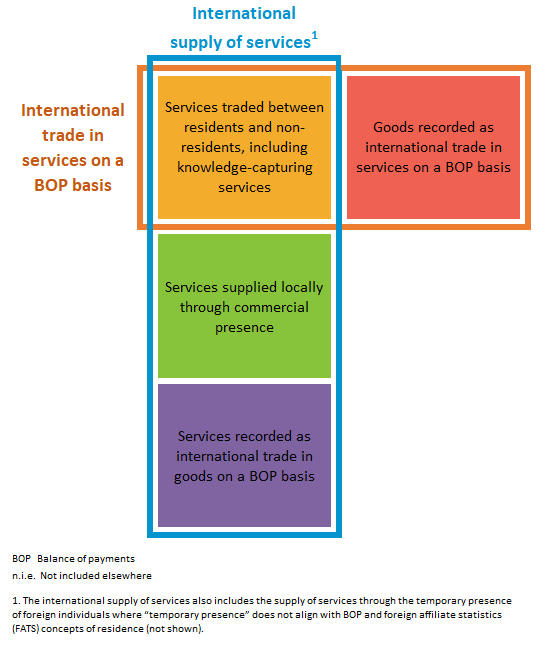 International
supply of services1
International
trade in
services on a
BOP basis
Services traded between
residents and non-
residents, including
knowledge-capturing
services
Goods recorded as
international trade in
services on a BOP basis
Services supplied locally
through commercial
presence
Services recorded as
international trade in
goods on a BOP basis
BOP Balance of payments
n.i.e. Not included elsewhere
1. The international supply of services also includes the supply of services through the temporary presence
of foreign individuals where “temporary presence” does not align with BOP and foreign affiliate statistics
(FATS) concepts of residence (not shown).